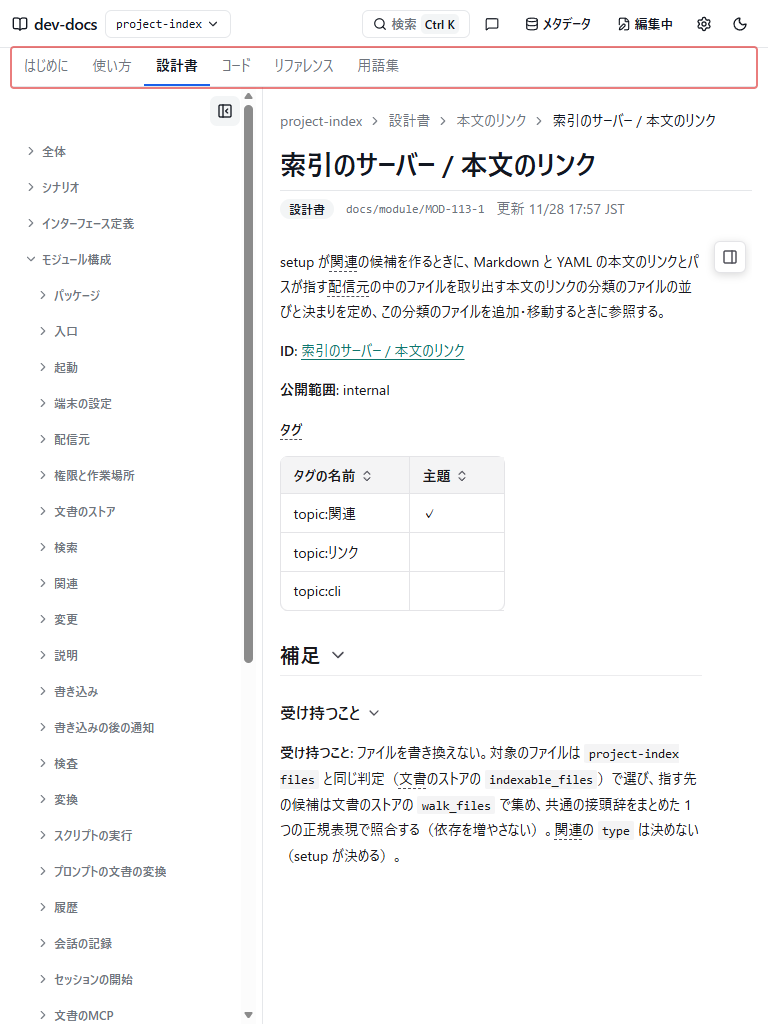 dev-docs project-index 検索 Ctrl K メタデータ 編集中
はじめに 使い方 設計書 コード リファレンス 用語集
全体
シナリオ
インターフェース定義
モジュール構成
パッケージ
入口
起動
端末の設定
配信元
権限と作業場所
文書のストア
検索
関連
変更
説明
書き込み
書き込みの後の通知
検査
変換
スクリプトの実行
プロンプトの文書の変換
履歴
会話の記録
セッションの開始
文書のMCP
project-index > 設計書 > 本文のリンク > 索引のサーバー / 本文のリンク
索引のサーバー / 本文のリンク
設計書 docs/module/MOD-113-1 更新 11/28 17:57 JST
setup が関連の候補を作るときに、Markdown と YAML の本文のリンクとパ
スが指す配信元の中のファイルを取り出す本文のリンクの分類のファイルの並
びと決まりを定め、この分類のファイルを追加・移動するときに参照する。
ID: 索引のサーバー / 本文のリンク
公開範囲: internal
タグ
タグの名前 主題
topic:関連 ✓
topic:リンク
topic:cli
補足
受け持つこと
受け持つこと: ファイルを書き換えない。対象のファイルは project-index
files と同じ判定（文書のストアの indexable_files）で選び、指す先
の候補は文書のストアの walk_files で集め、共通の接頭辞をまとめた 1
つの正規表現で照合する（依存を増やさない）。関連の type は決めない
（setup が決める）。